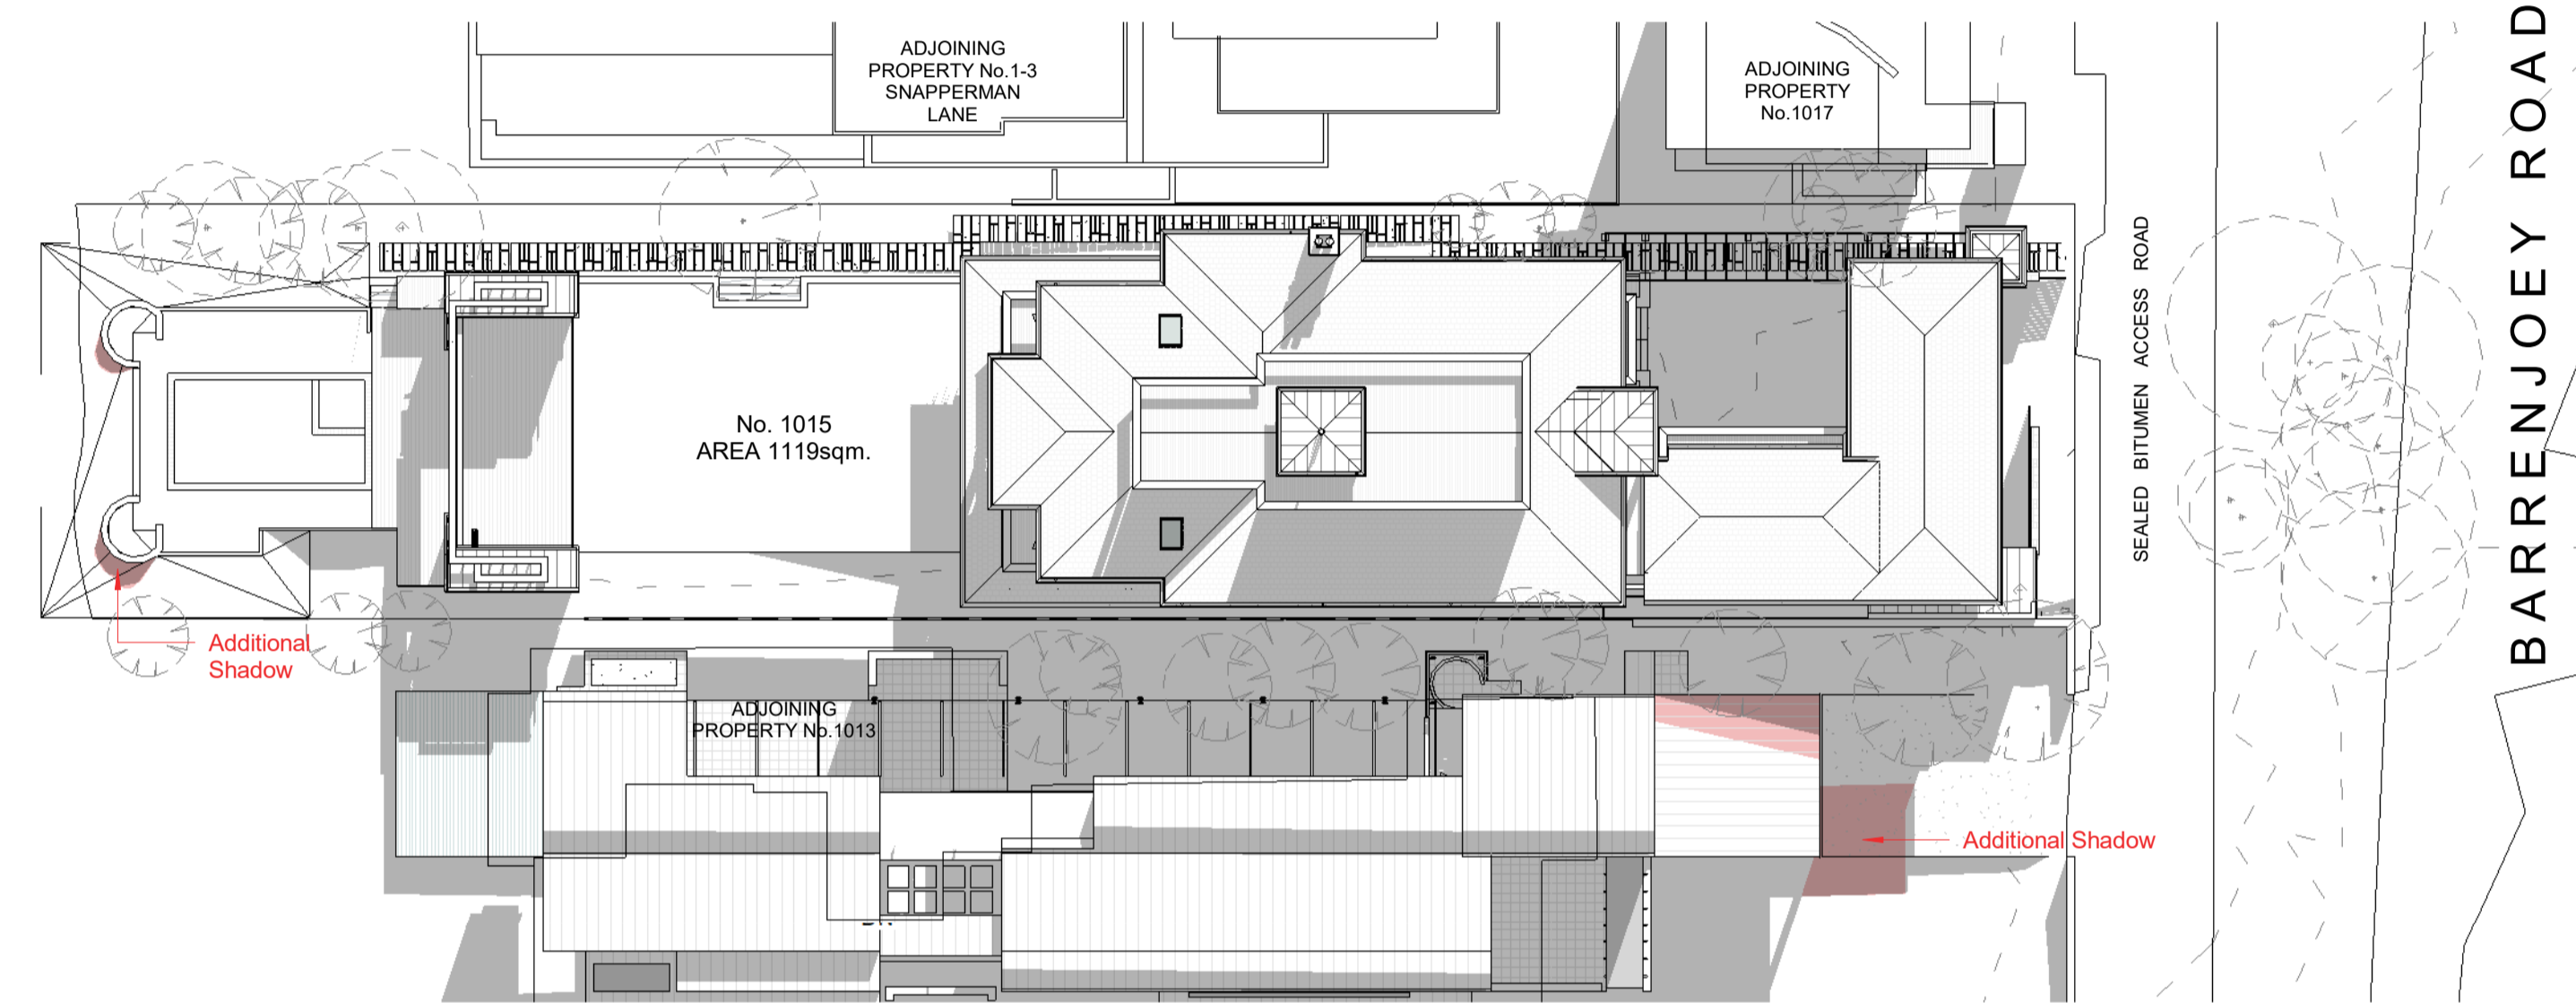 ADJOINING
PROPERTY No.1-3
SNAPPERMAN
LANE
ADJOINING
PROPERTY
No.1017
No. 1015
AREA 1119sqm.
Additional
Shadow
ADJOINING
PROPERTY No.1013
Additional Shadow
SEALED BITUMEN ACCESS ROAD
BARRENJOEY ROAD